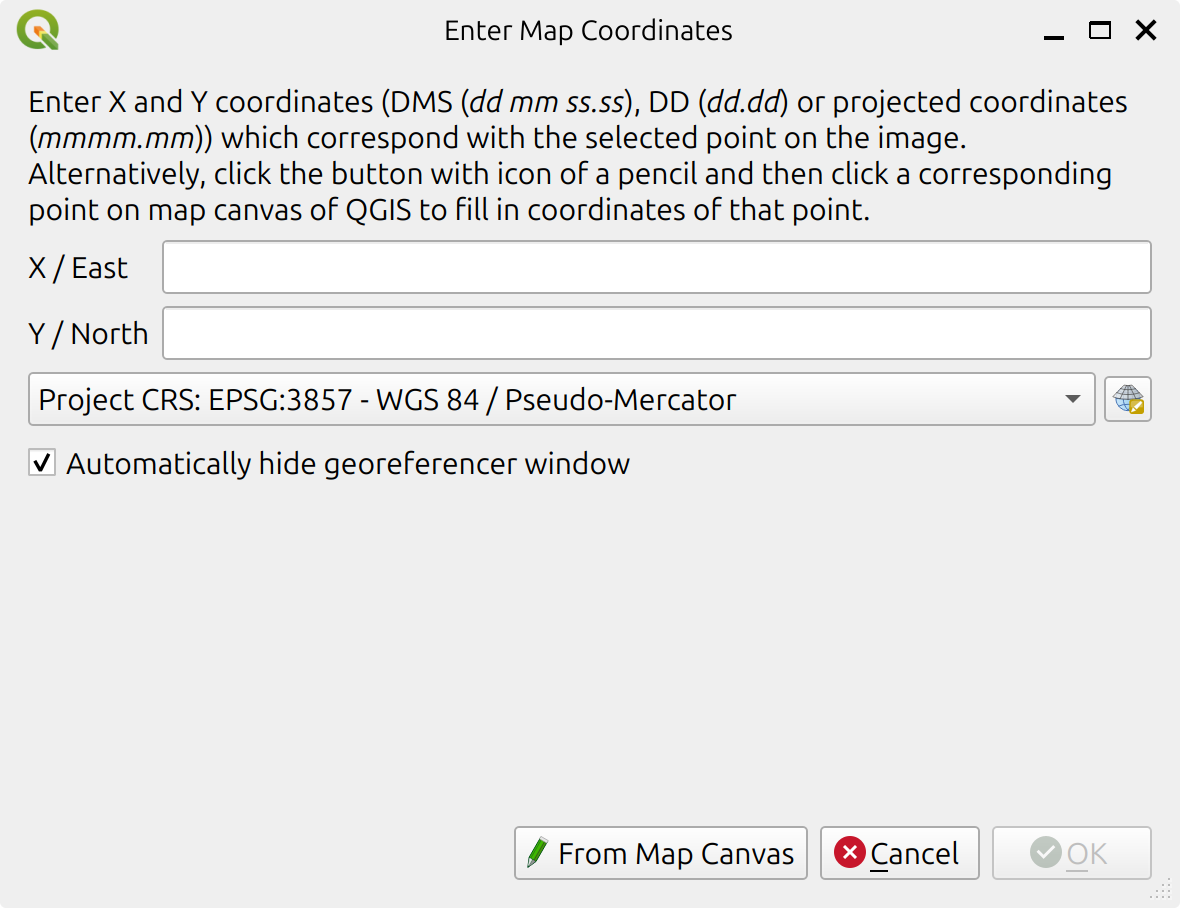 Enter Map Coordinates
Enter X and Y coordinates (DMS (dd mm ss.ss), DD (dd.dd) or projected coordinates
(mmmm.mm)) which correspond with the selected point on the image.
Alternatively, click the button with icon of a pencil and then click a corresponding
point on map canvas of QGIS to fill in coordinates of that point.
X / East
Y / North
Project CRS: EPSG:3857 - WGS 84 / Pseudo-Mercator
Automatically hide georeferencer window
From Map Canvas
Cancel
OK